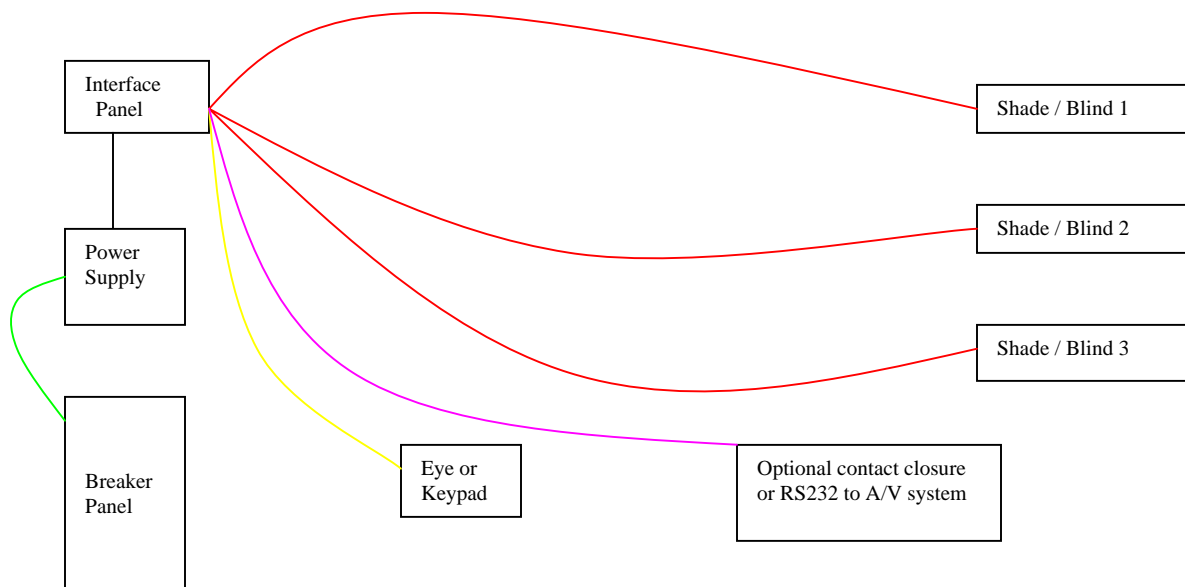 Interface
Panel
Shade / Blind 1
Shade / Blind 2
Power
Supply
Shade / Blind 3
Breaker
Panel
Eye or
Keypad
Optional contact closure
or RS232 to A/V system